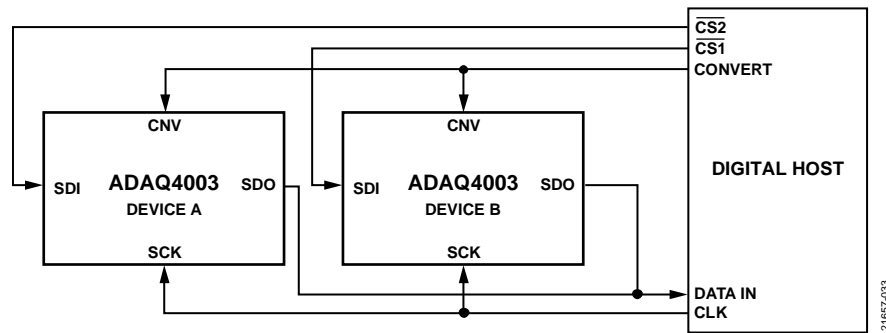 CS2
CS1
CONVERT
CNV
CNV
DIGITAL HOST
SDI
ADAQ4003
DEVICE A
SDO
SDI
ADAQ4003
DEVICE B
SDO
SCK
SCK
DATA IN
CLK
21657-033